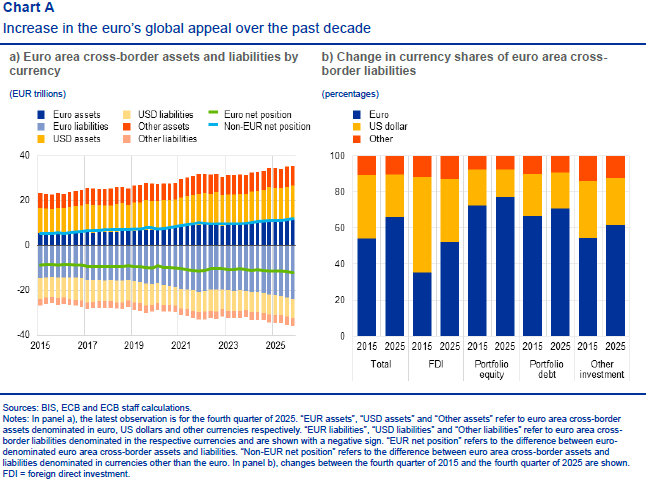 Chart A
Increase in the euro's global appeal over the past decade
a) Euro area cross-border assets and liabilities by
currency
(EUR trillions)
Euro assets
Euro liabilities
USD assets
USD liabilities
Other assets
Other liabilities
Euro net position
Non-EUR net position
40
20
0
-20
-40
2015
2017
2019
2021
2023
2025
b) Change in currency shares of euro area cross-
border liabilities
(percentages)
Euro
US dollar
Other
100
80
60
40
20
0
2015 2025 2015 2025 2015 2025 2015 2025 2015 2025
Total FDI Portfolio Portfolio Other
equity debt investment
Sources: BIS, ECB and ECB staff calculations.
Notes: In panel a), the latest observation is for the fourth quarter of 2025. "EUR assets", "USD assets" and "Other assets" refer to euro area cross-border
assets denominated in euro, US dollars and other currencies respectively. "EUR liabilities", "USD liabilities" and "Other liabilities" refer to euro area cross-
border liabilities denominated in the respective currencies and are shown with a negative sign. "EUR net position" refers to the difference between euro-
denominated euro area cross-border assets and liabilities. "Non-EUR net position" refers to the difference between euro area cross-border assets and
liabilities denominated in currencies other than the euro. In panel b), changes between the fourth quarter of 2015 and the fourth quarter of 2025 are shown.
FDI = foreign direct investment.